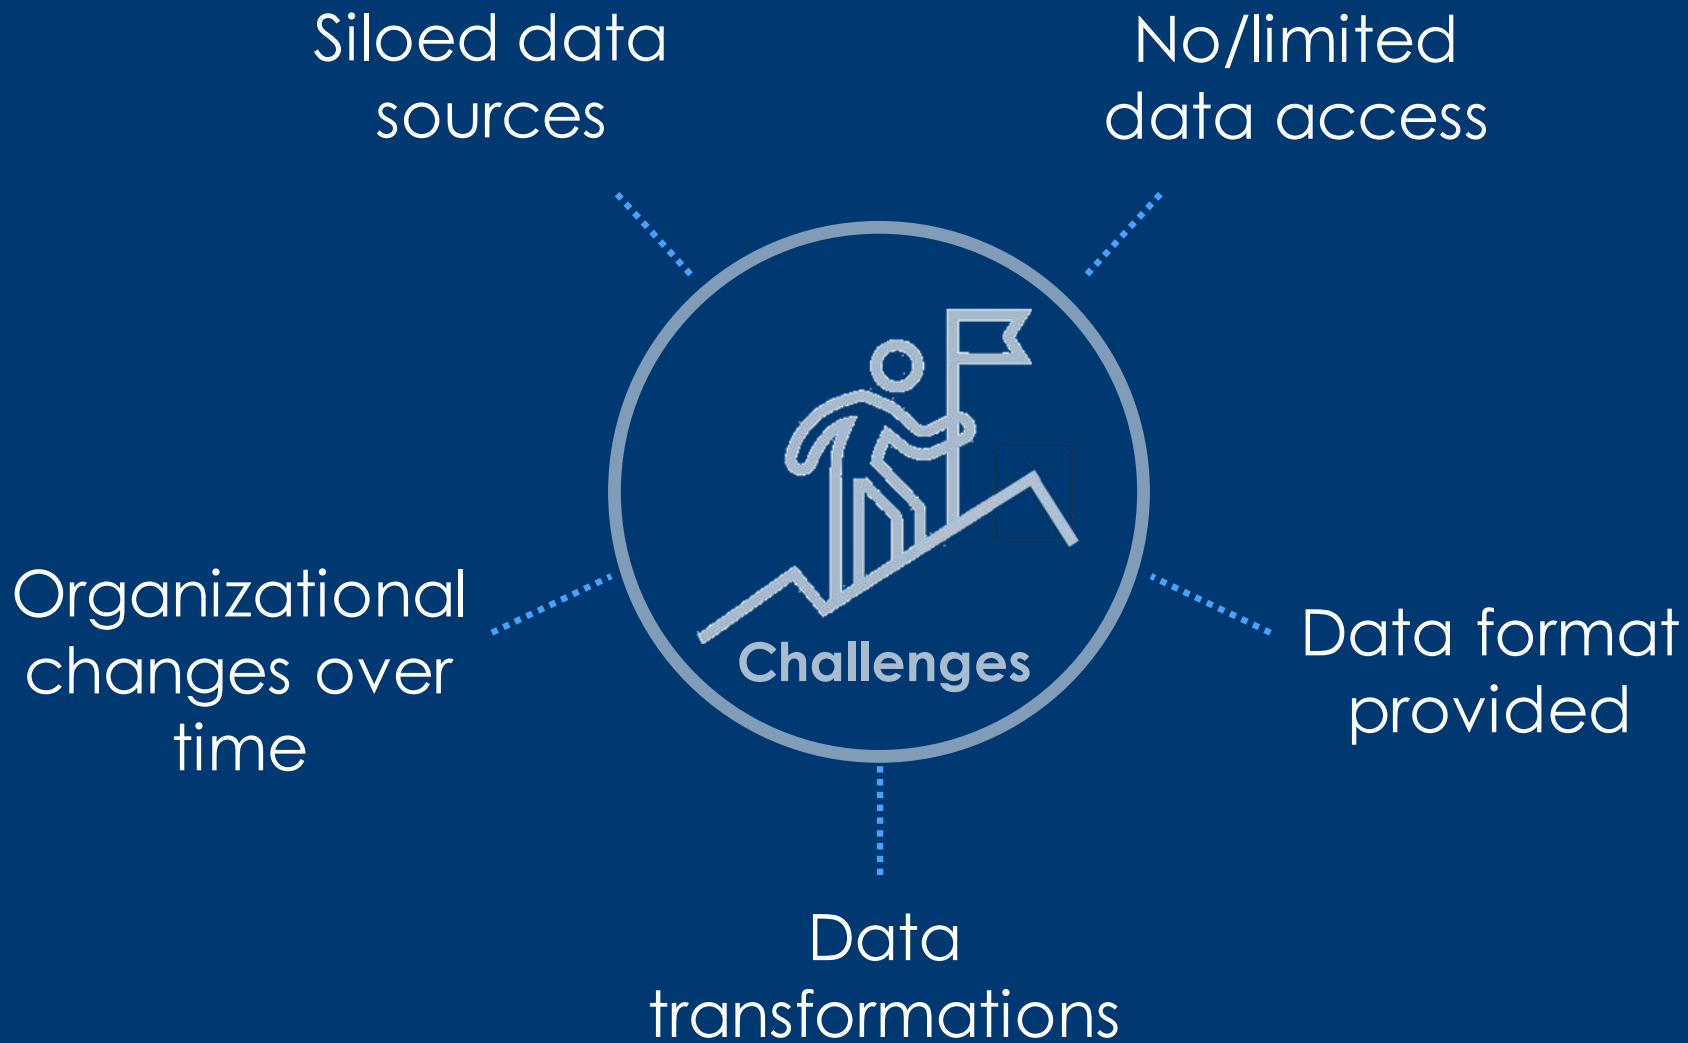 Siloed data
sources
No/limited
data access
Challenges
Organizational
changes over
time
Data format
provided
Data
transformations